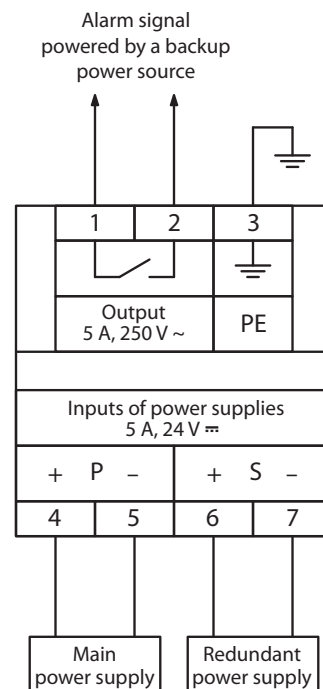 Alarm signal
powered by a backup
power source
1 2 3
Output
5 A, 250 V ~
PE
Inputs of power supplies
5 A, 24 V ⎓
+ P – + S –
4 5 6 7
Main
power supply
Redundant
power supply